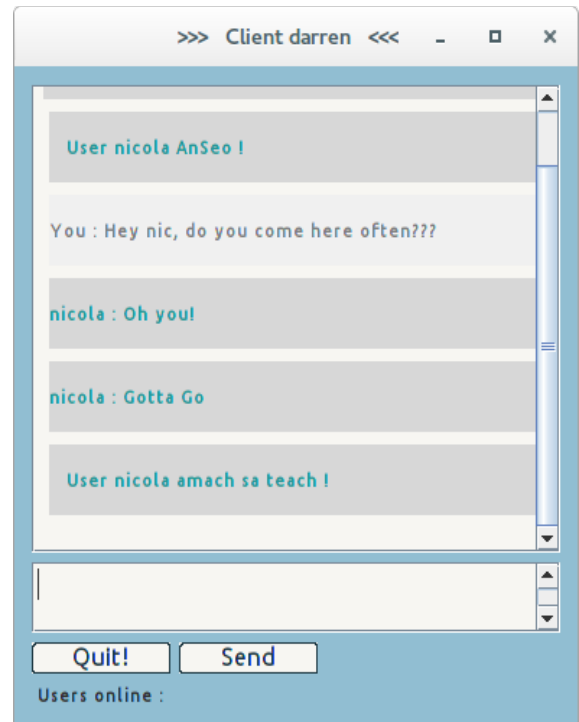 >>> Client darren <<<
User nicola AnSeo !
You : Hey nic, do you come here often???
nicola : Oh you!
nicola : Gotta Go
User nicola amach sa teach !
Quit! Send
Users online :